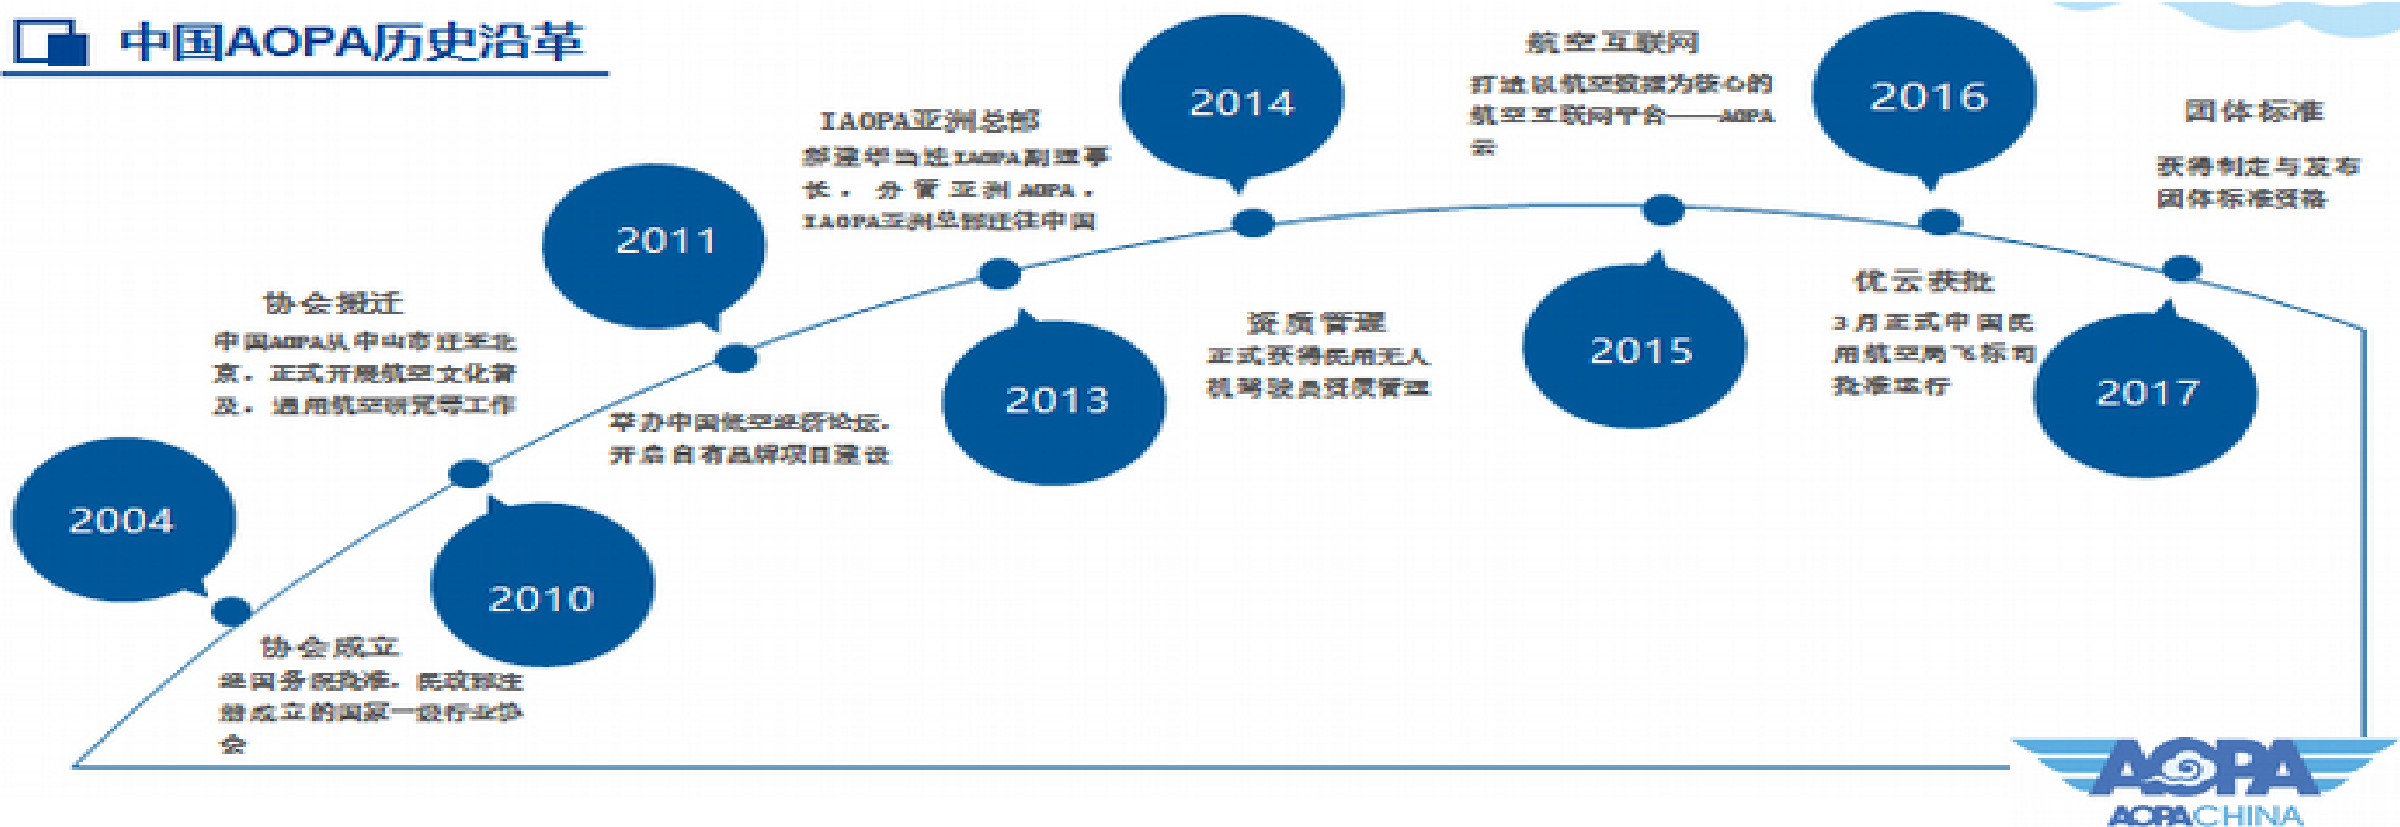 中国AOPA历史沿革
2004
协会成立
经国务院批准，民政部注
册成立的国家一级行业协
会
2010
协会搬迁
中国AOPA从中山市迁至北
京，正式开展航空文化普
及，通用航空研究等工作
2011
举办中国低空经济论坛，
开启自有品牌项目建设
2013
IAOPA亚洲总部
建华当选IAOPA副理事
长，分管亚洲AOPA，
IAOPA亚洲总部迁往中国
2014
资质管理
正式获得民用无人
机驾驶员资质管理
2015
航空互联网
打造以航空数据为核心的
航空互联网平台——AOPA
云
2016
优云获批
3月正式中国民
用航空局飞标司
批准运行
2017
团体标准
获得制定与发布
团体标准资格
AOPA
AOPACHINA